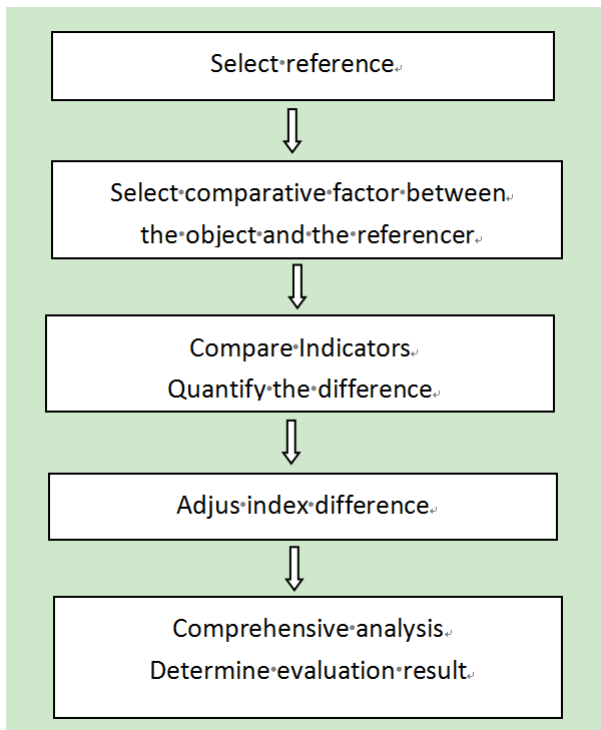 Select reference
Select comparative factor between
the object and the referencer
Compare Indicators
Quantify the difference
Adjus index difference
Comprehensive analysis
Determine evaluation result